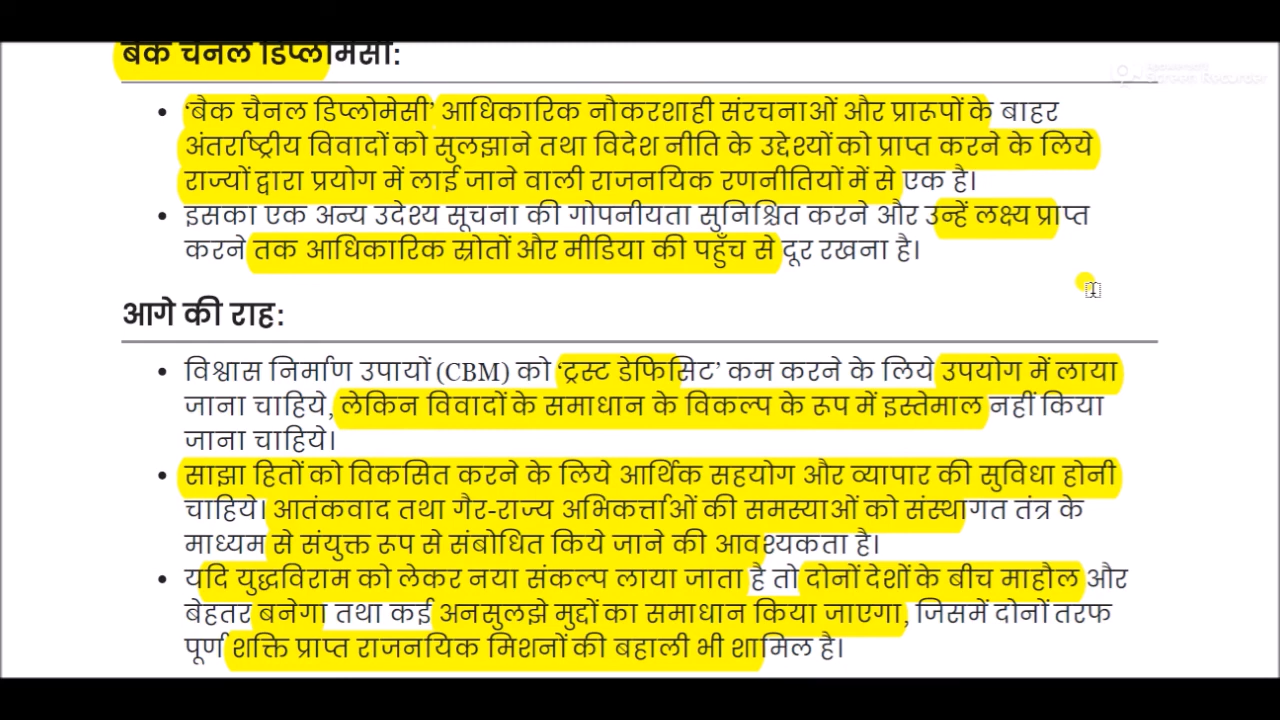 बैक चैनल डिप्लोमेसी:
‘बैक चैनल डिप्लोमेसी’ आधिकारिक नौकरशाही संरचनाओं और प्रारूपों के बाहर
अंतर्राष्ट्रीय विवादों को सुलझाने तथा विदेश नीति के उद्देश्यों को प्राप्त करने के लिये
राज्यों द्वारा प्रयोग में लाई जाने वाली राजनयिक रणनीतियों में से एक है।
इसका एक अन्य उदेश्य सूचना की गोपनीयता सुनिश्चित करने और उन्हें लक्ष्य प्राप्त
करने तक आधिकारिक स्रोतों और मीडिया की पहुँच से दूर रखना है।
आगे की राह:
विश्वास निर्माण उपायों (CBM) को ‘ट्रस्ट डेफिसिट’ कम करने के लिये उपयोग में लाया
जाना चाहिये, लेकिन विवादों के समाधान के विकल्प के रूप में इस्तेमाल नहीं किया
जाना चाहिये।
साझा हितों को विकसित करने के लिये आर्थिक सहयोग और व्यापार की सुविधा होनी
चाहिये। आतंकवाद तथा गैर-राज्य अभिकर्त्ताओं की समस्याओं को संस्थागत तंत्र के
माध्यम से संयुक्त रूप से संबोधित किये जाने की आवश्यकता है।
यदि युद्धविराम को लेकर नया संकल्प लाया जाता है तो दोनों देशों के बीच माहौल और
बेहतर बनेगा तथा कई अनसुलझे मुद्दों का समाधान किया जाएगा, जिसमें दोनों तरफ
पूर्ण शक्ति प्राप्त राजनयिक मिशनों की बहाली भी शामिल है।
Screen Recorder